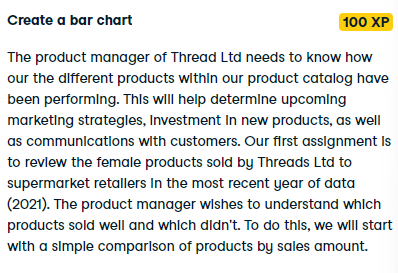 Create a bar chart
100 XP
The product manager of Thread Ltd needs to know how
our the different products within our product catalog have
been performing. This will help determine upcoming
marketing strategies, investment in new products, as well
as communications with customers. Our first assignment is
to review the female products sold by Threads Ltd to
supermarket retailers in the most recent year of data
(2021). The product manager wishes to understand which
products sold well and which didn't. To do this, we will start
with a simple comparison of products by sales amount.